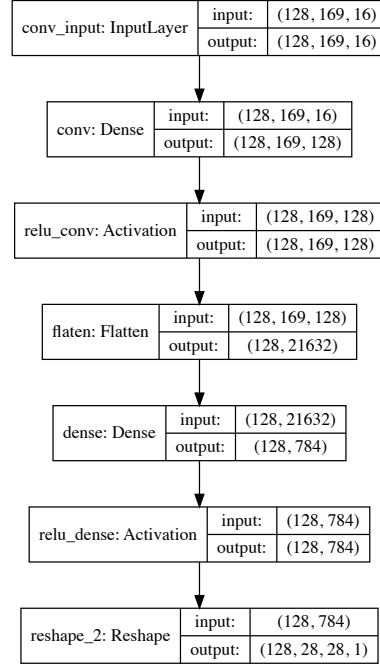 conv_input: InputLayer
input: (128, 169, 16)
output: (128, 169, 16)
conv: Dense
input: (128, 169, 16)
output: (128, 169, 128)
relu_conv: Activation
input: (128, 169, 128)
output: (128, 169, 128)
flaten: Flatten
input: (128, 169, 128)
output: (128, 21632)
dense: Dense
input: (128, 21632)
output: (128, 784)
relu_dense: Activation
input: (128, 784)
output: (128, 784)
reshape_2: Reshape
input: (128, 784)
output: (128, 28, 28, 1)